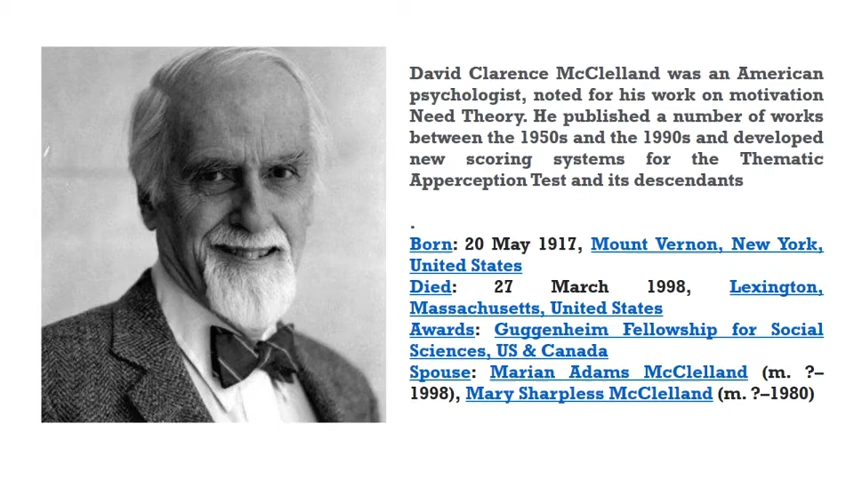 David Clarence McClelland was an American
psychologist, noted for his work on motivation
Need Theory. He published a number of works
between the 1950s and the 1990s and developed
new scoring systems for the Thematic
Apperception Test and its descendants
.
Born: 20 May 1917, Mount Vernon, New York,
United States
Died: 27 March 1998, Lexington,
Massachusetts, United States
Awards: Guggenheim Fellowship for Social
Sciences, US & Canada
Spouse: Marian Adams McClelland (m. ?–
1998), Mary Sharpless McClelland (m. ?–1980)